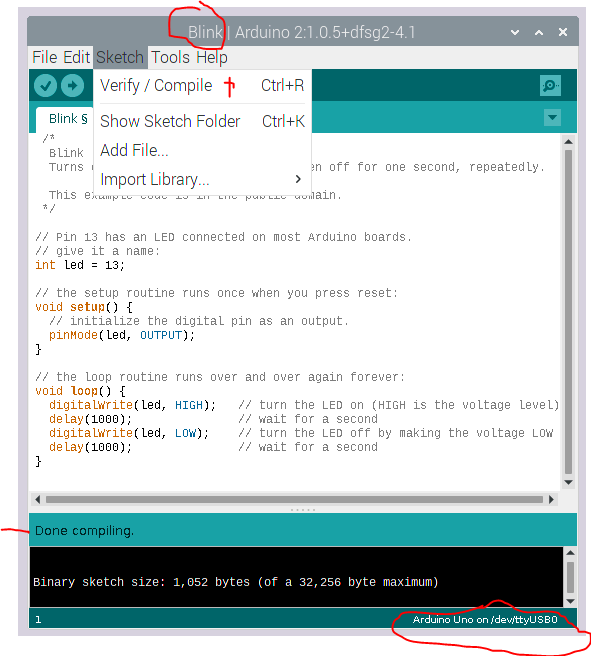 Blink | Arduino 2:1.0.5+dfsg2-4.1
File Edit Sketch Tools Help
Verify / Compile Ctrl+R
Show Sketch Folder Ctrl+K
Add File...
Import Library...
Blink §
/*
Blink
Turns en off for one second, repeatedly.
This example code is in the public domain.
*/
// Pin 13 has an LED connected on most Arduino boards.
// give it a name:
int led = 13;
// the setup routine runs once when you press reset:
void setup() {
// initialize the digital pin as an output.
pinMode(led, OUTPUT);
}
// the loop routine runs over and over again forever:
void loop() {
digitalWrite(led, HIGH); // turn the LED on (HIGH is the voltage level)
delay(1000); // wait for a second
digitalWrite(led, LOW); // turn the LED off by making the voltage LOW
delay(1000); // wait for a second
}
Done compiling.
Binary sketch size: 1,052 bytes (of a 32,256 byte maximum)
1 Arduino Uno on /dev/ttyUSB0